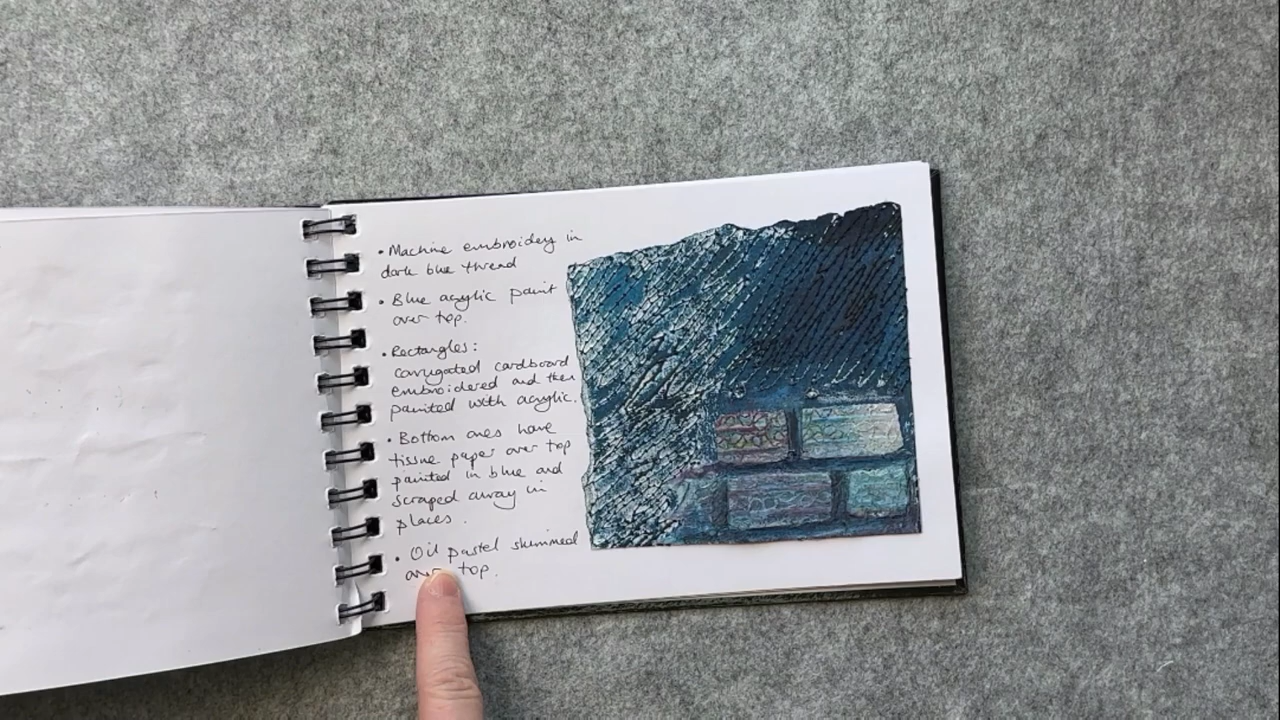 • Machine embroidery in
dark blue thread
• Blue acrylic paint
over top.
• Rectangles:
corrugated cardboard
embroidered and then
painted with acrylic.
• Bottom ones have
tissue paper over top
painted in blue and
scraped away in
places.
• Oil pastel skimmed
over top.